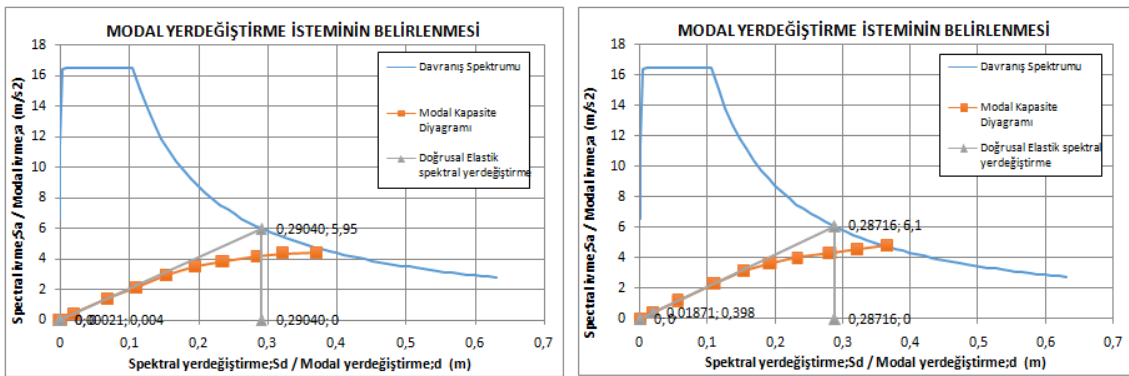 MODAL YERDEĞİŞTİRME İSTEMİNİN BELİRLENMESİ
Spectral ivme;Sa / Modal ivme;a (m/s2)
18
16
14
12
10
8
6
4
2
0
Davranış Spektrumu
Modal Kapasite
Diyagramı
Doğrusal Elastik spektral
yerdeğiştirme
0,29040; 5,95
0,00021; 0,004
0,29040; 0
0
0,1
0,2
0,3
0,4
0,5
0,6
0,7
Spektral yerdeğiştirme;Sd / Modal yerdeğiştirme;d (m)
MODAL YERDEĞİŞTİRME İSTEMİNİN BELİRLENMESİ
Spectral ivme;Sa / Modal ivme;a (m/s2)
18
16
14
12
10
8
6
4
2
0
Davranış Spektrumu
Modal Kapasite
Diyagramı
Doğrusal Elastik spektral
yerdeğiştirme
0,28716; 6,1
0,01871; 0,398
0; 0
0,28716; 0
0
0,1
0,2
0,3
0,4
0,5
0,6
0,7
Spektral yerdeğiştirme;Sd / Modal yerdeğiştirme;d (m)